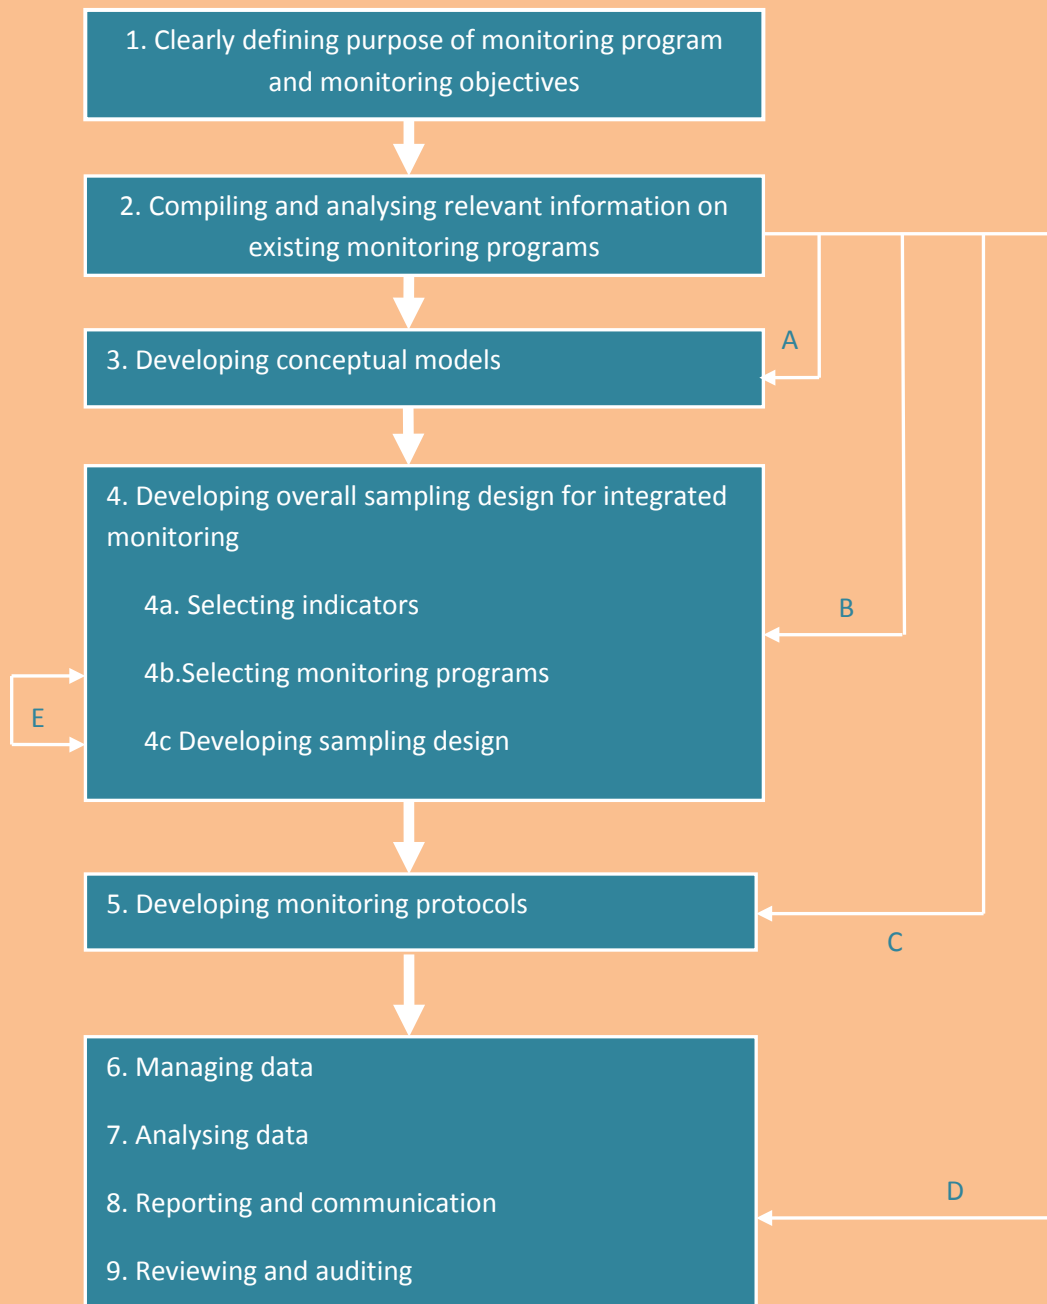 1. Clearly defining purpose of monitoring program
and monitoring objectives
2. Compiling and analysing relevant information on
existing monitoring programs
3. Developing conceptual models
A
4. Developing overall sampling design for integrated
monitoring
4a. Selecting indicators
B
4b.Selecting monitoring programs
E
4c Developing sampling design
5. Developing monitoring protocols
C
6. Managing data
7. Analysing data
8. Reporting and communication
D
9. Reviewing and auditing